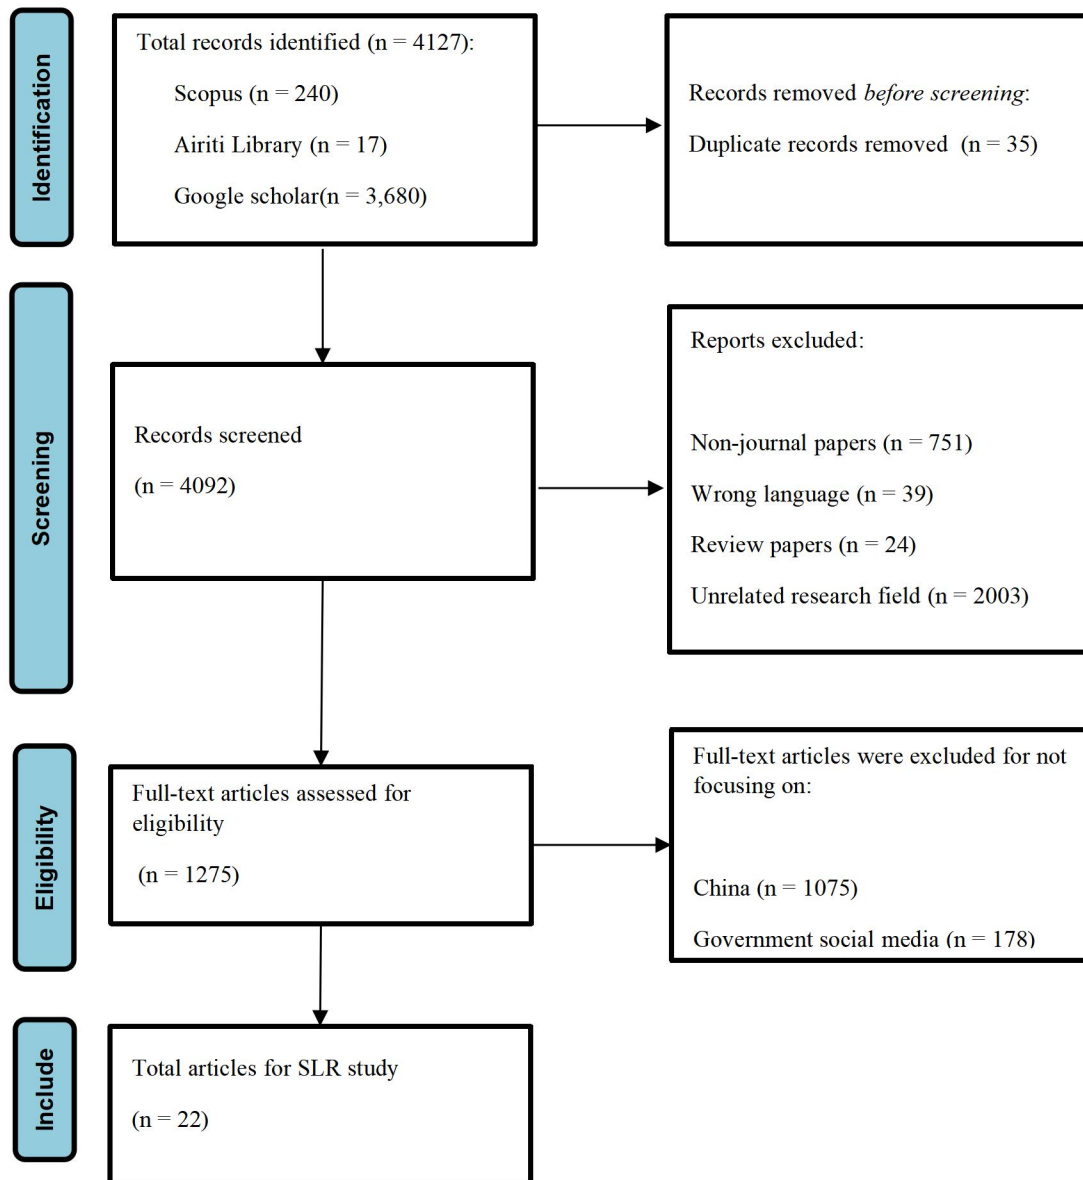 Identification
Total records identified (n = 4127):
Scopus (n = 240)
Airiti Library (n = 17)
Google scholar(n = 3,680)
Records removed before screening:
Duplicate records removed (n = 35)
Screening
Records screened
(n = 4092)
Reports excluded:
Non-journal papers (n = 751)
Wrong language (n = 39)
Review papers (n = 24)
Unrelated research field (n = 2003)
Eligibility
Full-text articles assessed for
eligibility
(n = 1275)
Full-text articles were excluded for not
focusing on:
China (n = 1075)
Government social media (n = 178)
Include
Total articles for SLR study
(n = 22)